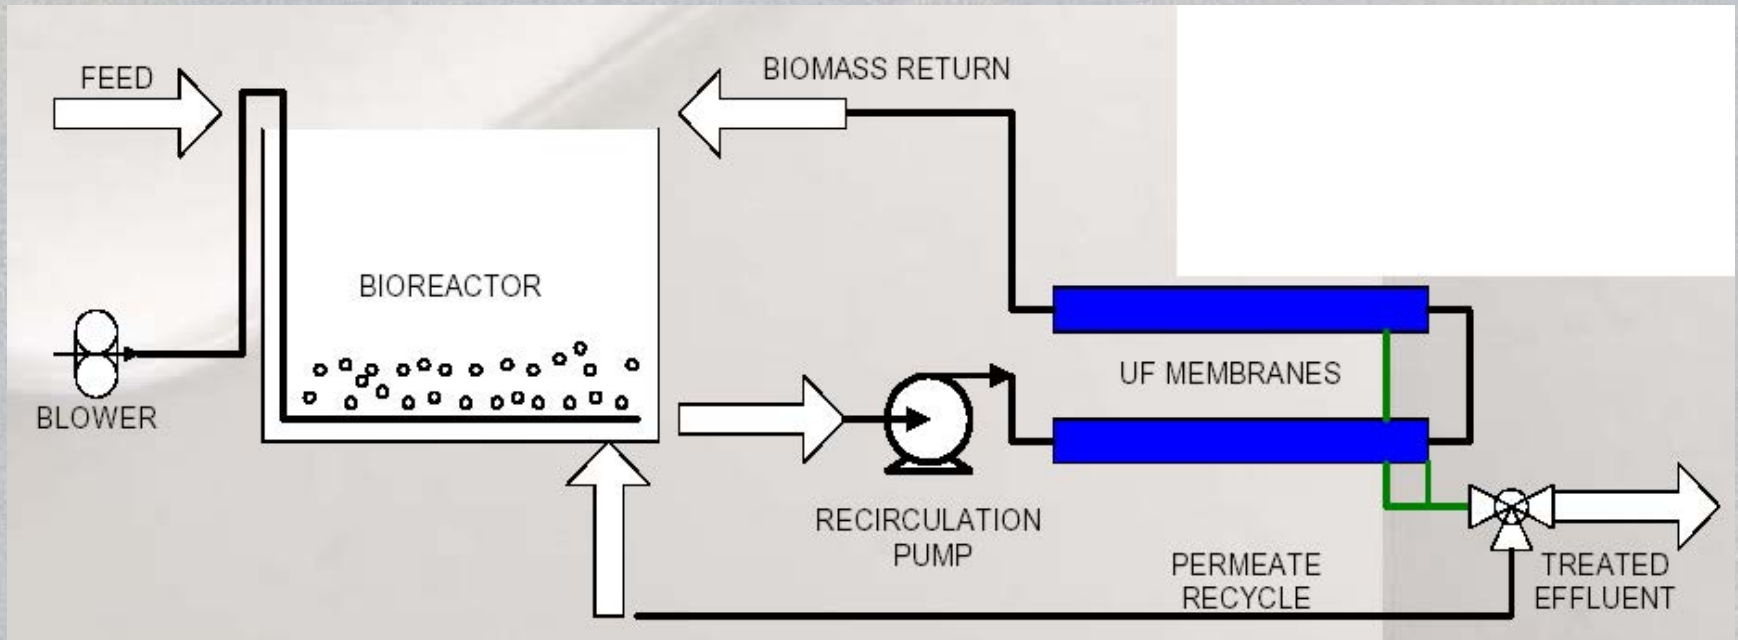 FEED
BIOMASS RETURN
BIOREACTOR
BLOWER
UF MEMBRANES
RECIRCULATION
PUMP
PERMEATE
RECYCLE
TREATED
EFFLUENT